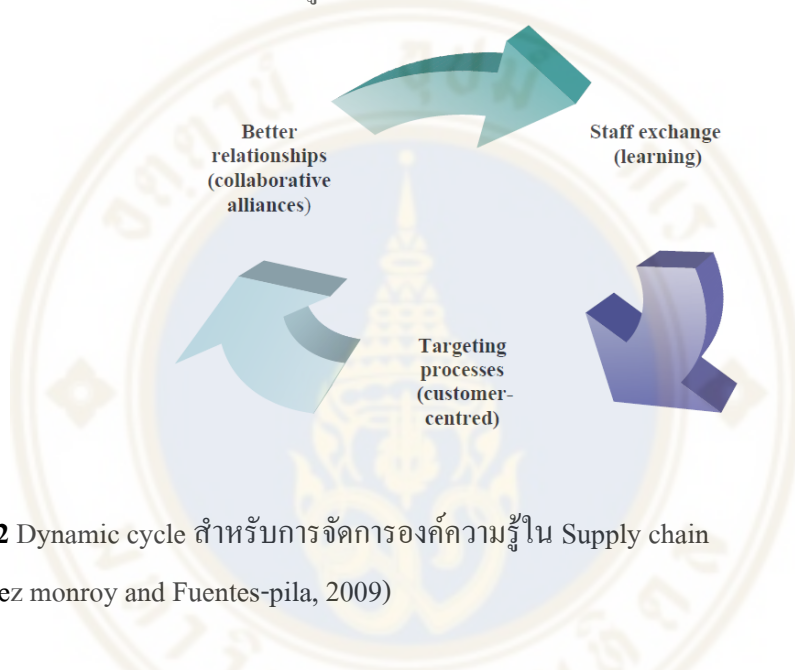 Better
relationships
(collaborative
alliances)
Staff exchange
(learning)
Targeting
processes
(customer-
centred)
2 Dynamic cycle สำหรับการจัดการองค์ความรู้ใน Supply chain
ez monroy and Fuentes-pila, 2009)